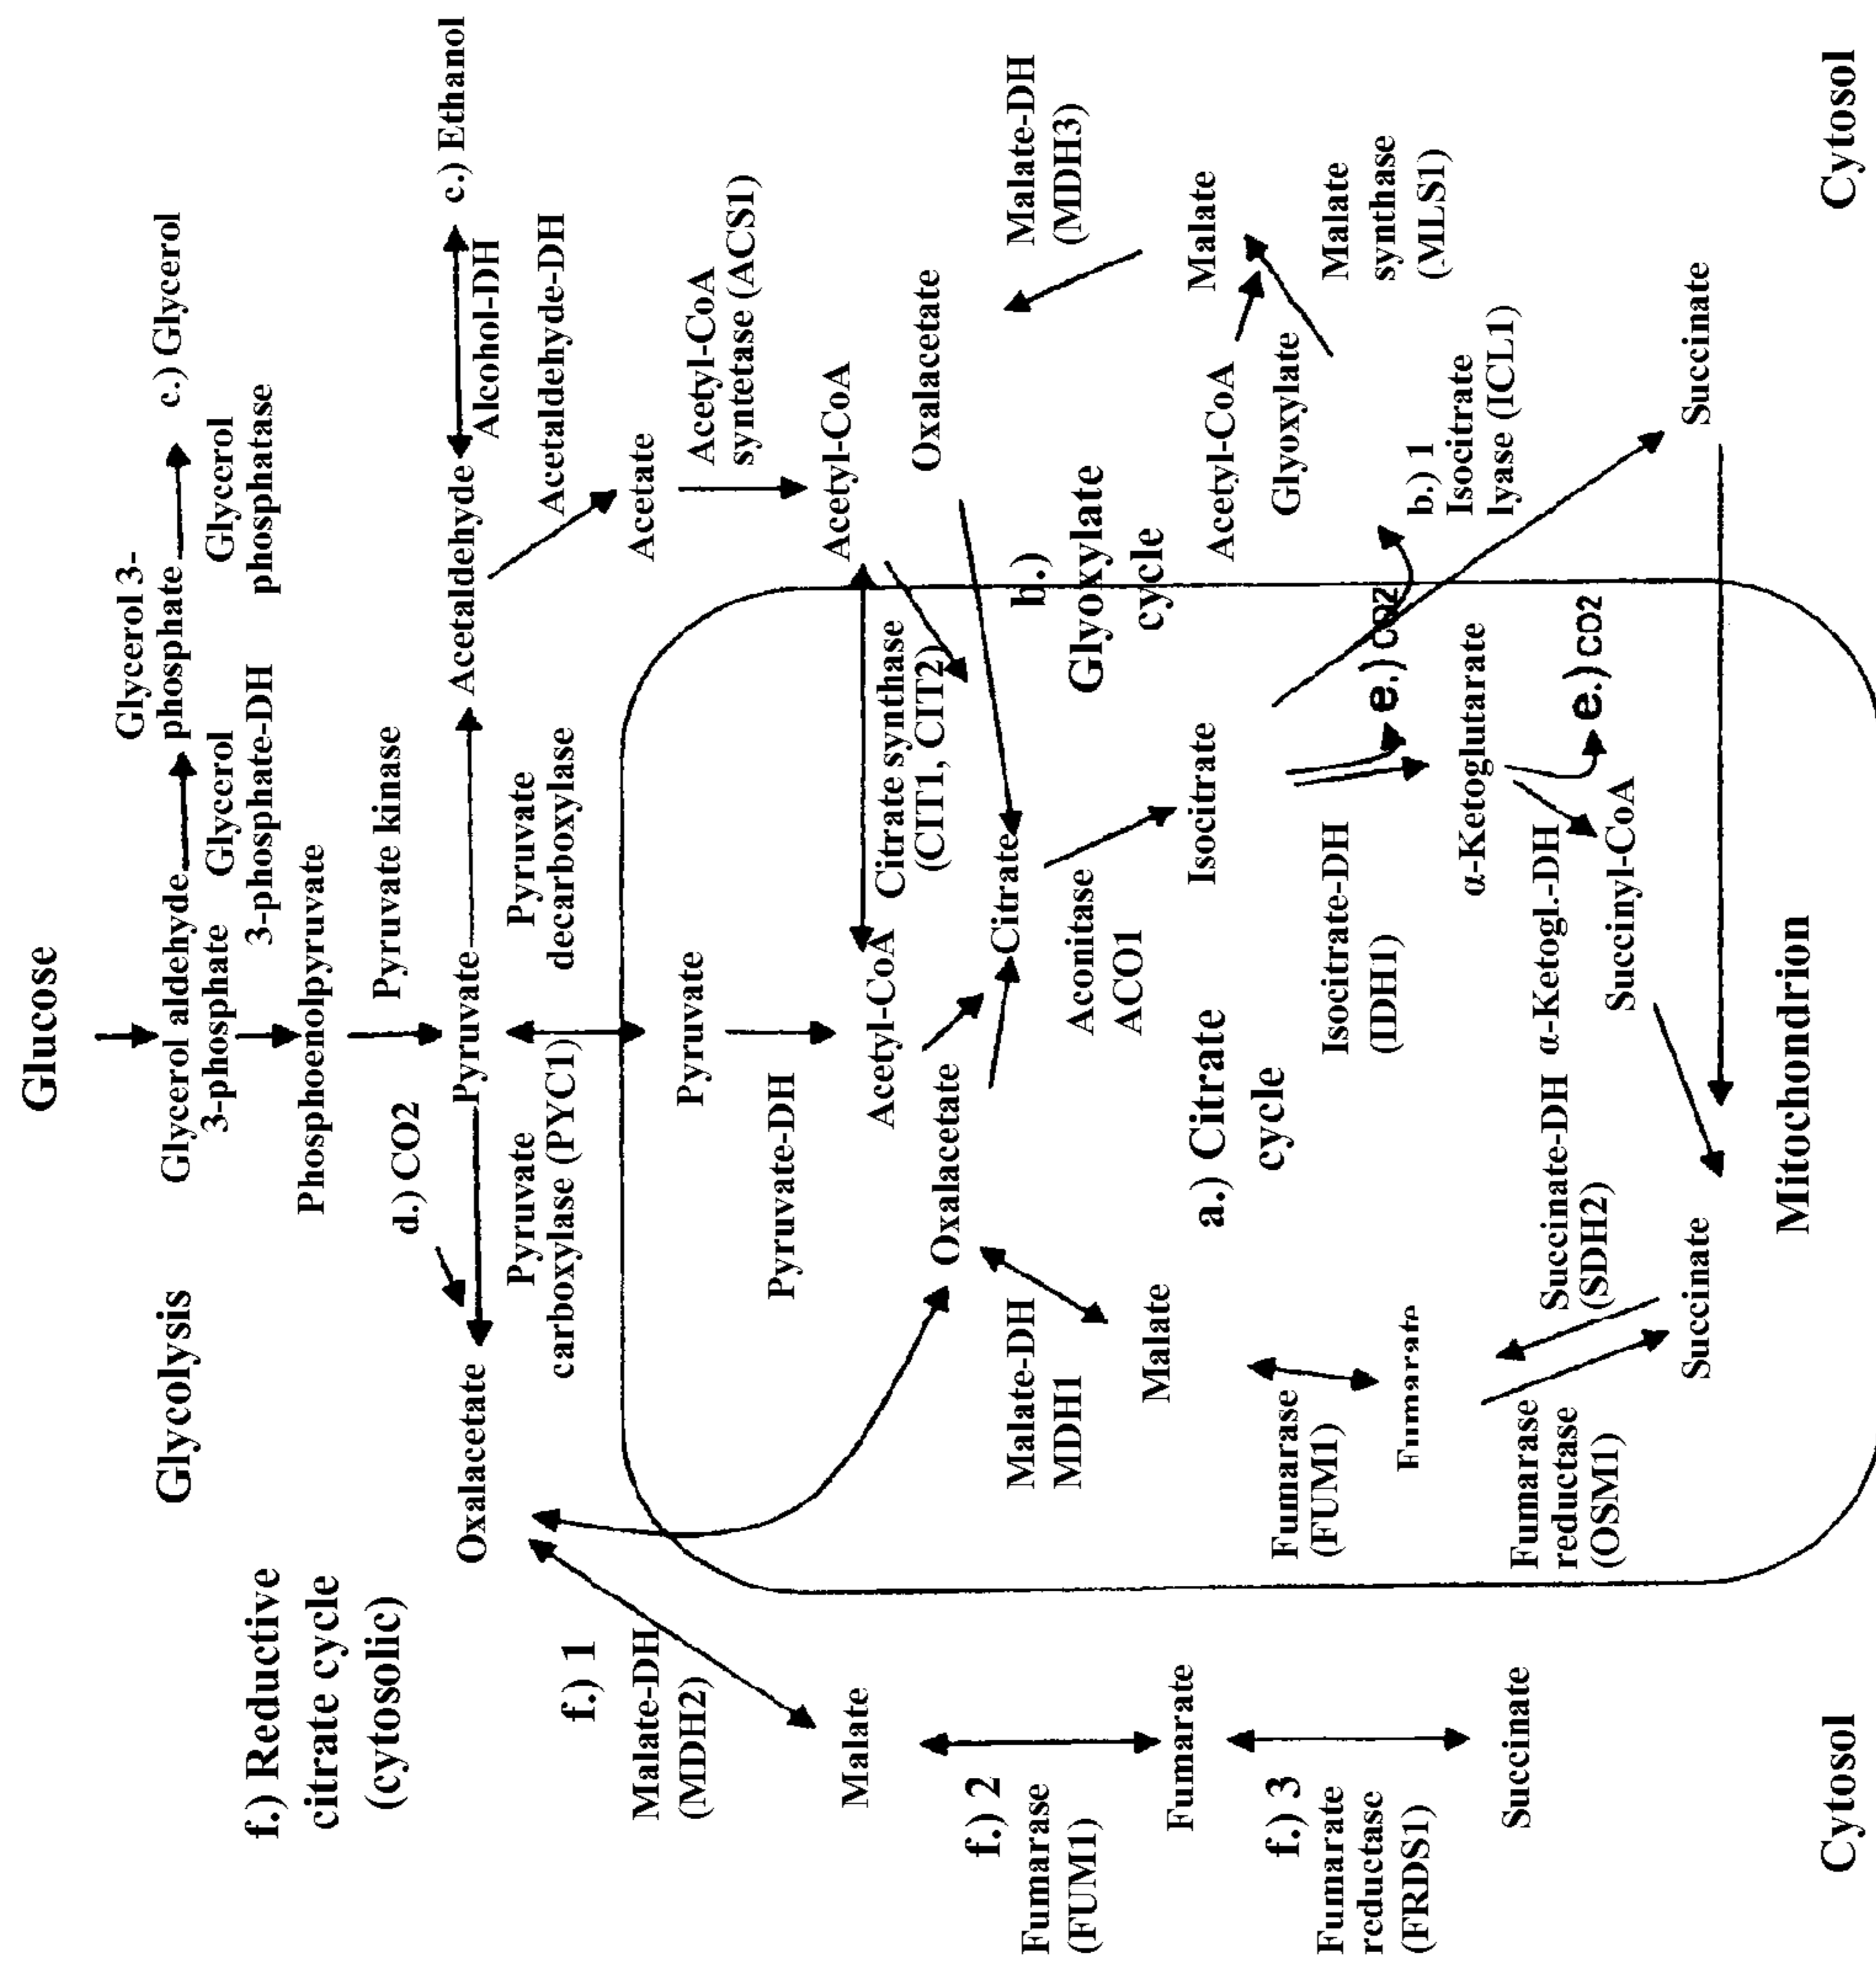 Glucose
Glycolysis
Glycerol aldehyde
3-phosphate
Glycerol 3-
phosphate
c.) Glycerol
Glycerol
3-phosphate-DH
Glycerol
phosphatase
f.) Reductive
citrate cycle
(cytosolic)
Phosphoenolpyruvate
Pyruvate kinase
d.) CO2
Oxalacetate
Pyruvate
Acetaldehyde
c.) Ethanol
Alcohol-DH
Pyruvate
carboxylase (PYC1)
Pyruvate
decarboxylase
Acetaldehyde-DH
f.) 1
Malate-DH
(MDH2)
Pyruvate
Acetate
Pyruvate-DH
Acetyl-CoA
syntetase (ACS1)
Malate
Acetyl-CoA
Citrate synthase
(CIT1, CIT2)
Acetyl-CoA
Oxalacetate
Oxalacetate
f.) 2
Fumarase
(FUM1)
Malate-DH
MDH1
Citrate
b.)
Glyoxylate
cycle
Malate-DH
(MDH3)
Aconitase
ACO1
Malate
Fumarate
a.) Citrate
cycle
Isocitrate
Acetyl-CoA
Glyoxylate
Malate
f.) 3
Fumarate
reductase
(FRDS1)
Fumarase
(FUM1)
Isocitrate-DH
(IDH1)
e.) CO2
Malate
synthase
(MLS1)
Fumarate
b.) 1
Isocitrate
lyase (ICL1)
α-Ketoglutarate
Succinate
Fumarase
reductase
(OSM1)
Succinate-DH
(SDH2)
α-Ketogl.-DH
e.) CO2
Succinyl-CoA
Succinate
Succinate
Mitochondrion
Cytosol
Cytosol